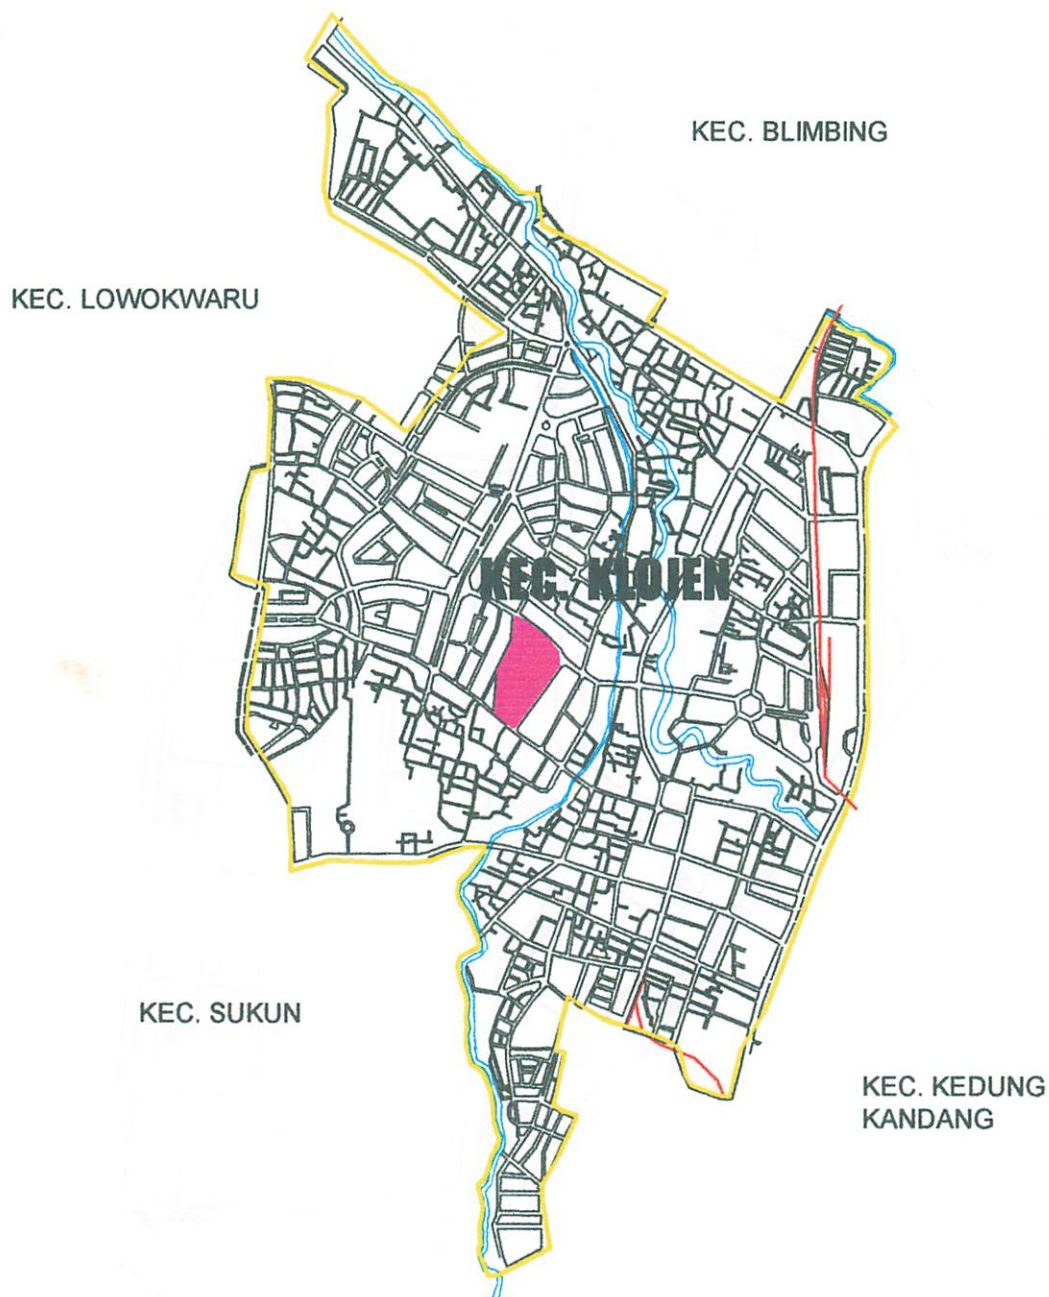 KEC. BLIMBING
KEC. LOWOKWARU
KEC. KLOJEN
KEC. SUKUN
KEC. KEDUNG
KANDANG